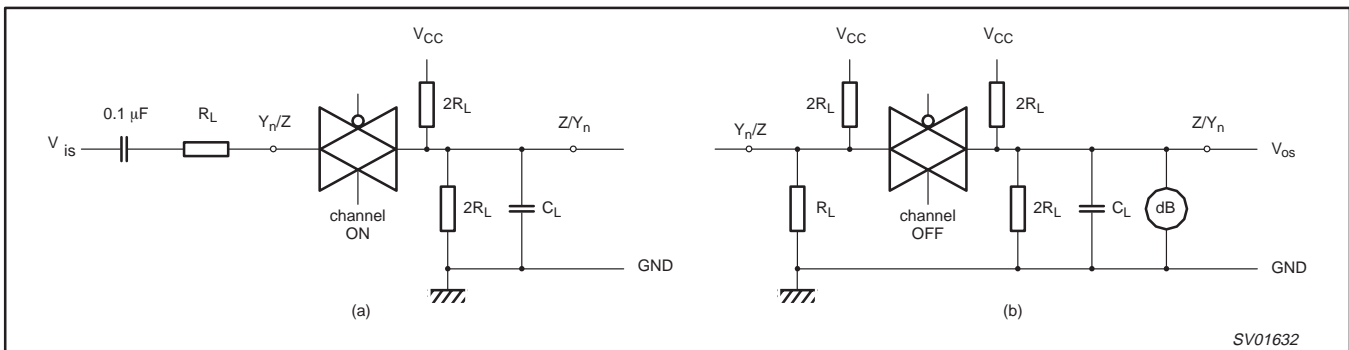 V_CC
V_CC
V_CC
0.1 μF
R_L
Y_n/Z
2R_L
Z/Y_n
2R_L
2R_L
Y_n/Z
Z/Y_n
V_is
V_os
channel
ON
2R_L
C_L
R_L
channel
OFF
2R_L
C_L
dB
GND
GND
(a)
(b)
SV01632